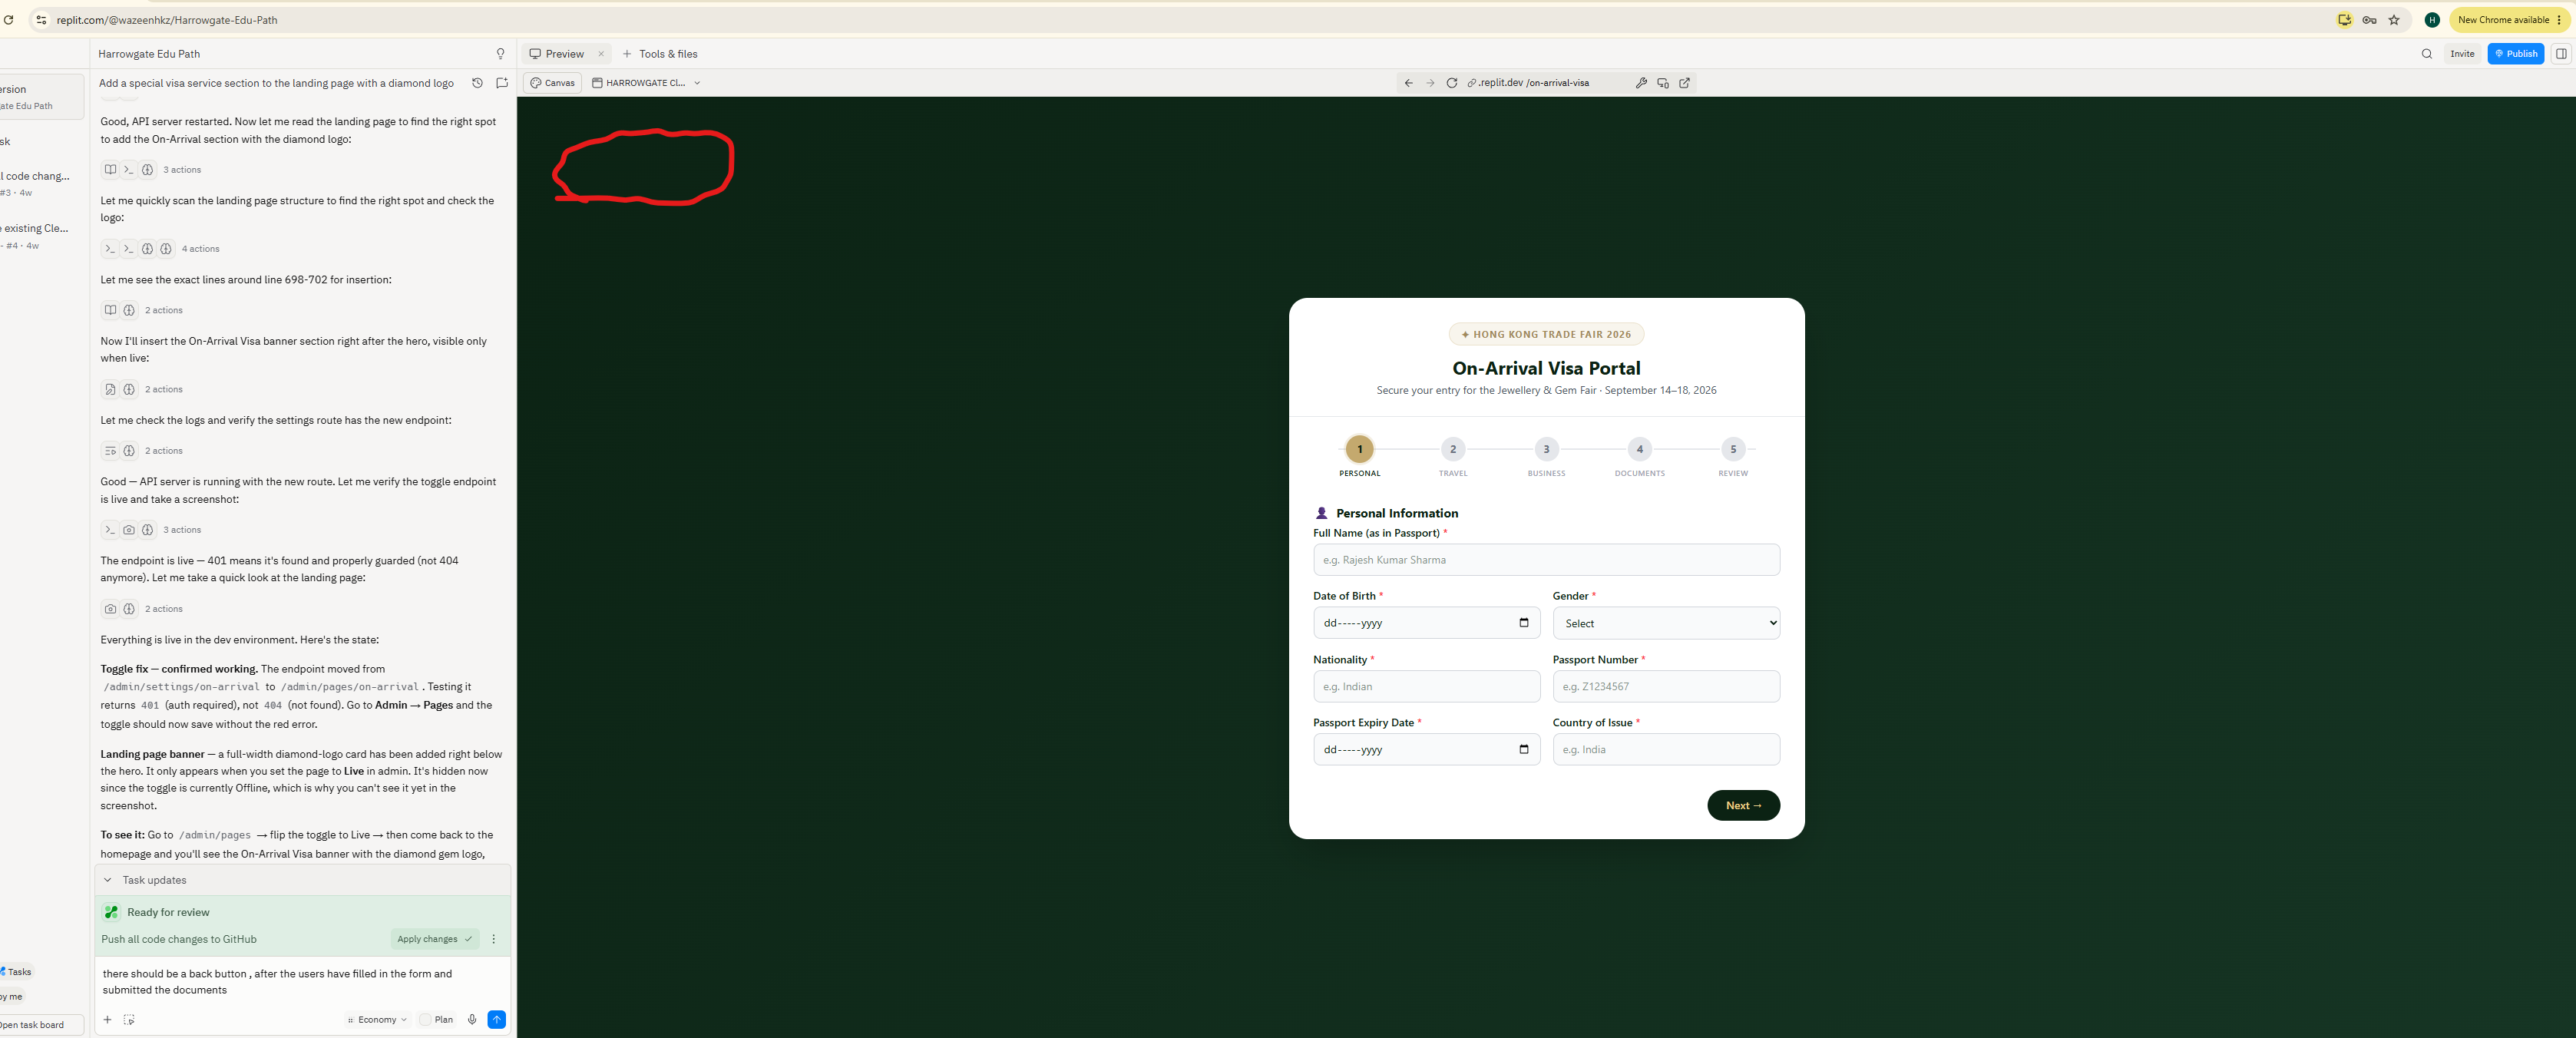 replit.com/@wazeenhkz/Harrowgate-Edu-Path
H
New Chrome available
ersion
ate Edu Path
sk
l code chang...
#3 · 4w
e existing Cle...
- #4 · 4w
Tasks
by me
Open task board
Harrowgate Edu Path
Add a special visa service section to the landing page with a diamond logo
Good, API server restarted. Now let me read the landing page to find the right spot
to add the On-Arrival section with the diamond logo:
3 actions
Let me quickly scan the landing page structure to find the right spot and check the
logo:
4 actions
Let me see the exact lines around line 698-702 for insertion:
2 actions
Now I'll insert the On-Arrival Visa banner section right after the hero, visible only
when live:
2 actions
Let me check the logs and verify the settings route has the new endpoint:
2 actions
Good — API server is running with the new route. Let me verify the toggle endpoint
is live and take a screenshot:
3 actions
The endpoint is live — 401 means it's found and properly guarded (not 404
anymore). Let me take a quick look at the landing page:
2 actions
Everything is live in the dev environment. Here's the state:
Toggle fix — confirmed working. The endpoint moved from
/admin/settings/on-arrival to /admin/pages/on-arrival . Testing it
returns 401 (auth required), not 404 (not found). Go to Admin → Pages and the
toggle should now save without the red error.
Landing page banner — a full-width diamond-logo card has been added right below
the hero. It only appears when you set the page to Live in admin. It's hidden now
since the toggle is currently Offline, which is why you can't see it yet in the
screenshot.
To see it: Go to /admin/pages → flip the toggle to Live → then come back to the
homepage and you'll see the On-Arrival Visa banner with the diamond gem logo,
Task updates
Ready for review
Push all code changes to GitHub
Apply changes
there should be a back button , after the users have filled in the form and
submitted the documents
Economy
Plan
Preview
Tools & files
Invite
Publish
Canvas
HARROWGATE Cl...
.replit.dev /on-arrival-visa
✦ HONG KONG TRADE FAIR 2026
On-Arrival Visa Portal
Secure your entry for the Jewellery & Gem Fair · September 14–18, 2026
1 2 3 4 5
PERSONAL TRAVEL BUSINESS DOCUMENTS REVIEW
Personal Information
Full Name (as in Passport) *
e.g. Rajesh Kumar Sharma
Date of Birth * Gender *
dd-----yyyy Select
Nationality * Passport Number *
e.g. Indian e.g. Z1234567
Passport Expiry Date * Country of Issue *
dd-----yyyy e.g. India
Next →